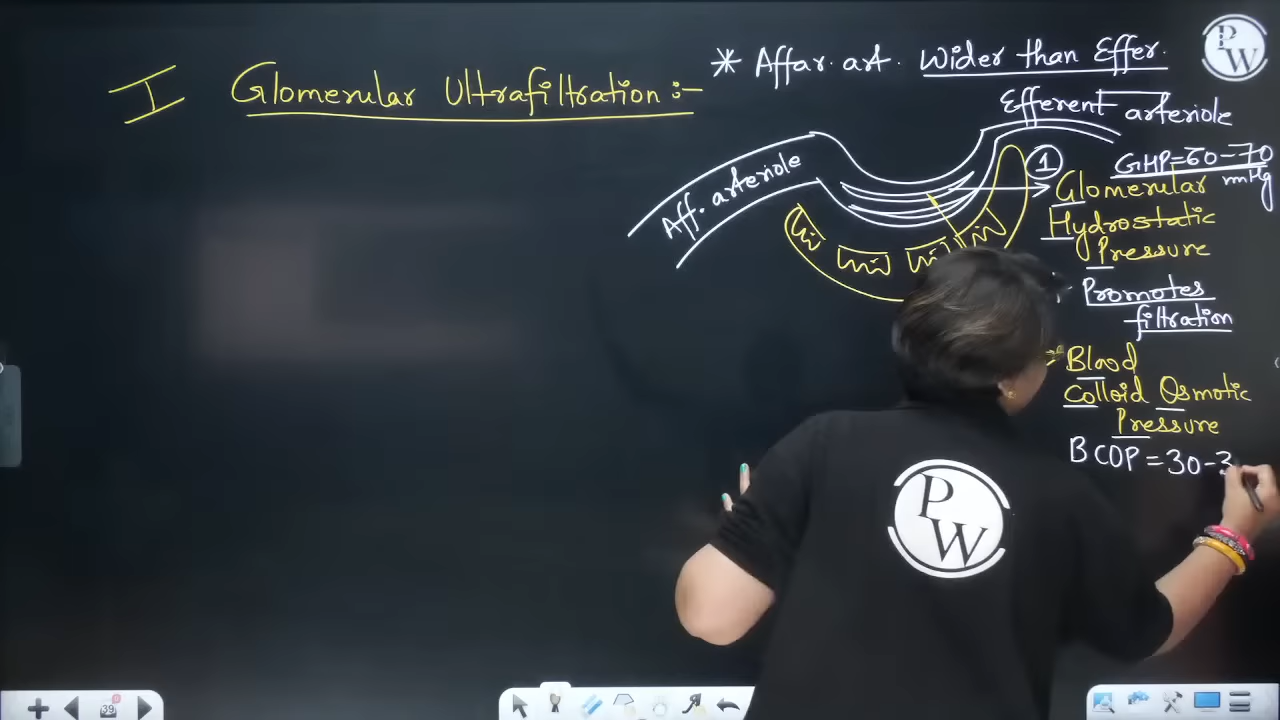 I Glomerular Ultrafiltration :-
* Affar. art. Wider than Effer.
PW
Efferent arteriole
Aff. arteriole
1
GHP=60-70
mmHg
Glomerular
Hydrostatic
Pressure
Promotes
filtration
Blood
Colloid Osmotic
Pressure
BCOP=30-3
PW
39